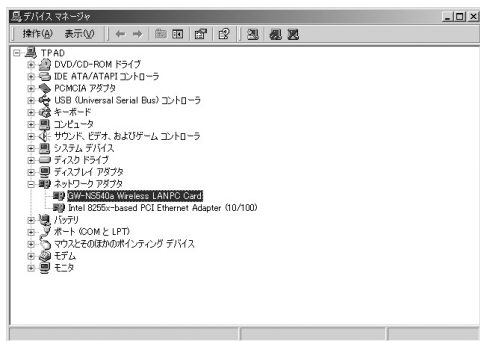 デバイス マネージャ
操作(A) 表示(V)
TPAD
DVD/CD-ROM ドライブ
IDE ATA/ATAPI コントローラ
PCMCIA アダプタ
USB (Universal Serial Bus) コントローラ
キーボード
コンピュータ
サウンド、ビデオ、およびゲーム コントローラ
システム デバイス
ディスク ドライブ
ディスプレイ アダプタ
ネットワーク アダプタ
GW-NS540a Wireless LANPC Card
Intel 8255x-based PCI Ethernet Adapter (10/100)
バッテリ
ポート (COM と LPT)
マウスとそのほかのポインティング デバイス
モデム
モニタ